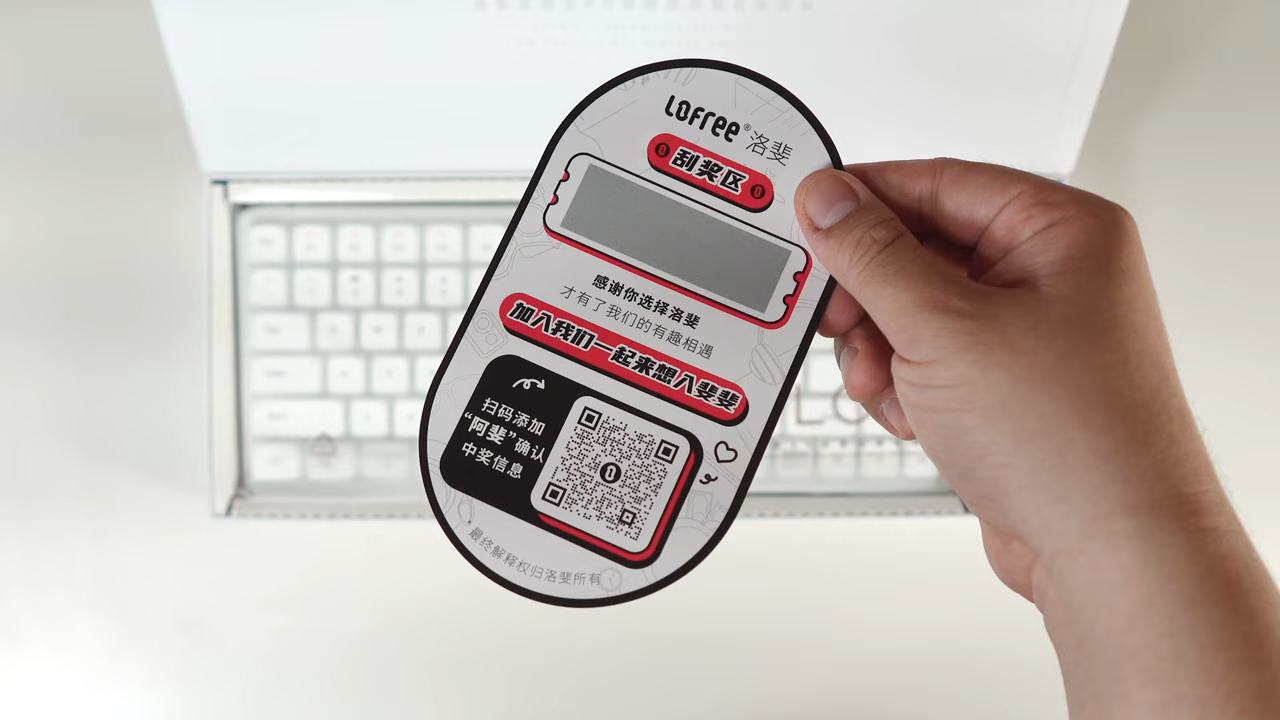 LOFREE®洛斐
刮奖区
感谢你选择洛斐
才有了我们的有趣相遇
加入我们一起来想入斐斐
扫码添加
“阿斐”确认
中奖信息
最终解释权归洛斐所有
LO